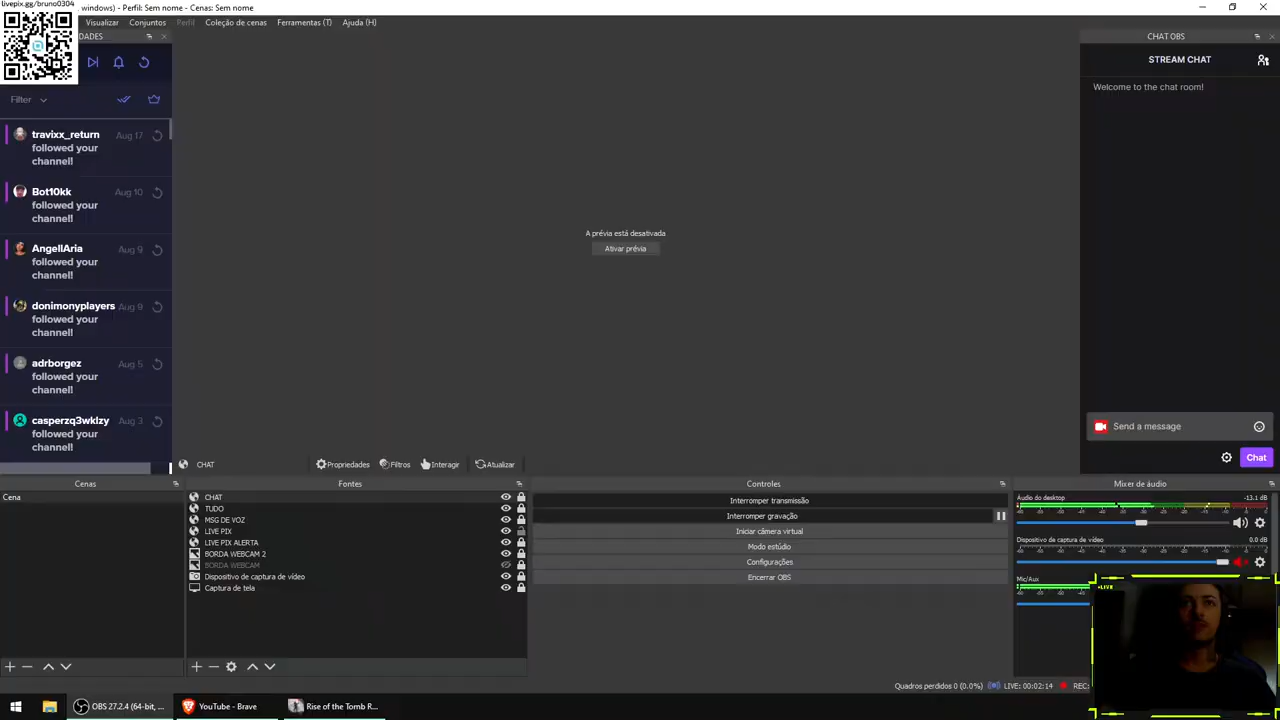 livepix.gg/bruno0304
windows) - Perfil: Sem nome - Cenas: Sem nome
Visualizar Conjuntos Perfil Coleção de cenas Ferramentas (T) Ajuda (H)
DADES
Filter
travixx_return Aug 17
followed your
channel!
Bot10kk Aug 10
followed your
channel!
AngellAria Aug 9
followed your
channel!
donimonyplayers Aug 9
followed your
channel!
adrborgez Aug 5
followed your
channel!
casperzq3wklzy Aug 3
followed your
channel!
A prévia está desativada
Ativar prévia
CHAT OBS
STREAM CHAT
Welcome to the chat room!
Send a message
Chat
CHAT Propriedades Filtros Interagir Atualizar
Cenas
Cena
Fontes
CHAT
TUDO
MSG DE VOZ
LIVE PIX
LIVE PIX ALERTA
BORDA WEBCAM 2
BORDA WEBCAM
Dispositivo de captura de vídeo
Captura de tela
Controles
Interromper transmissão
Interromper gravação
Iniciar câmera virtual
Modo estúdio
Configurações
Encerrar OBS
Mixer de áudio
Áudio do desktop -13.1 dB
Dispositivo de captura de vídeo 0.0 dB
Mic/Aux
LIVE
Quadros perdidos 0 (0.0%) LIVE: 00:02:14 REC:
OBS 27.2.4 (64-bit, ... YouTube - Brave Rise of the Tomb R...